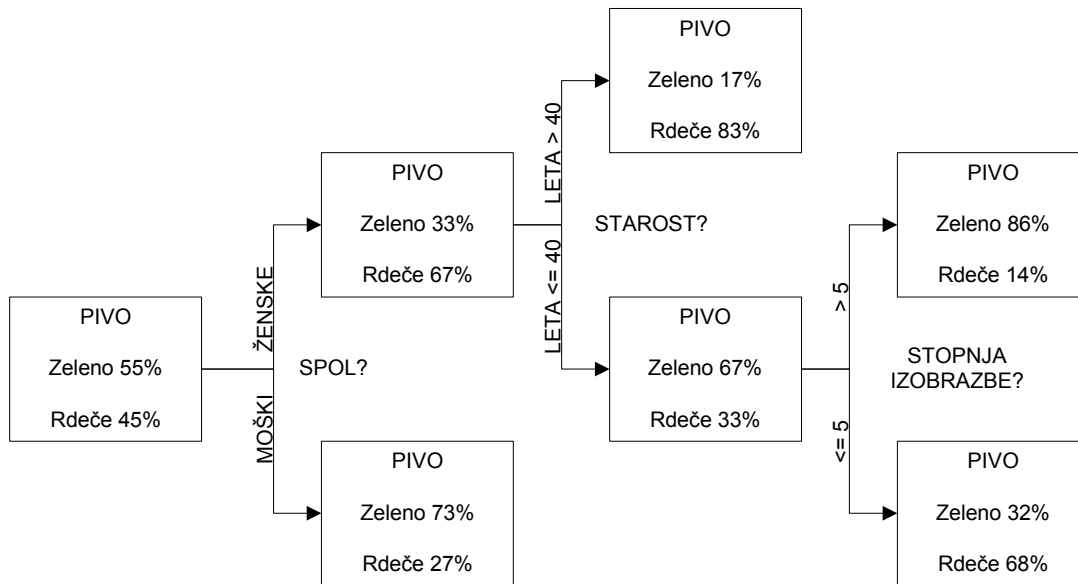 PIVO
Zeleno 55%
Rdeče 45%
SPOL?
ŽENSKE
MOŠKI
PIVO
Zeleno 33%
Rdeče 67%
PIVO
Zeleno 73%
Rdeče 27%
STAROST?
LETA > 40
LETA <= 40
PIVO
Zeleno 17%
Rdeče 83%
PIVO
Zeleno 67%
Rdeče 33%
STOPNJA
IZOBRAZBE?
> 5
<= 5
PIVO
Zeleno 86%
Rdeče 14%
PIVO
Zeleno 32%
Rdeče 68%